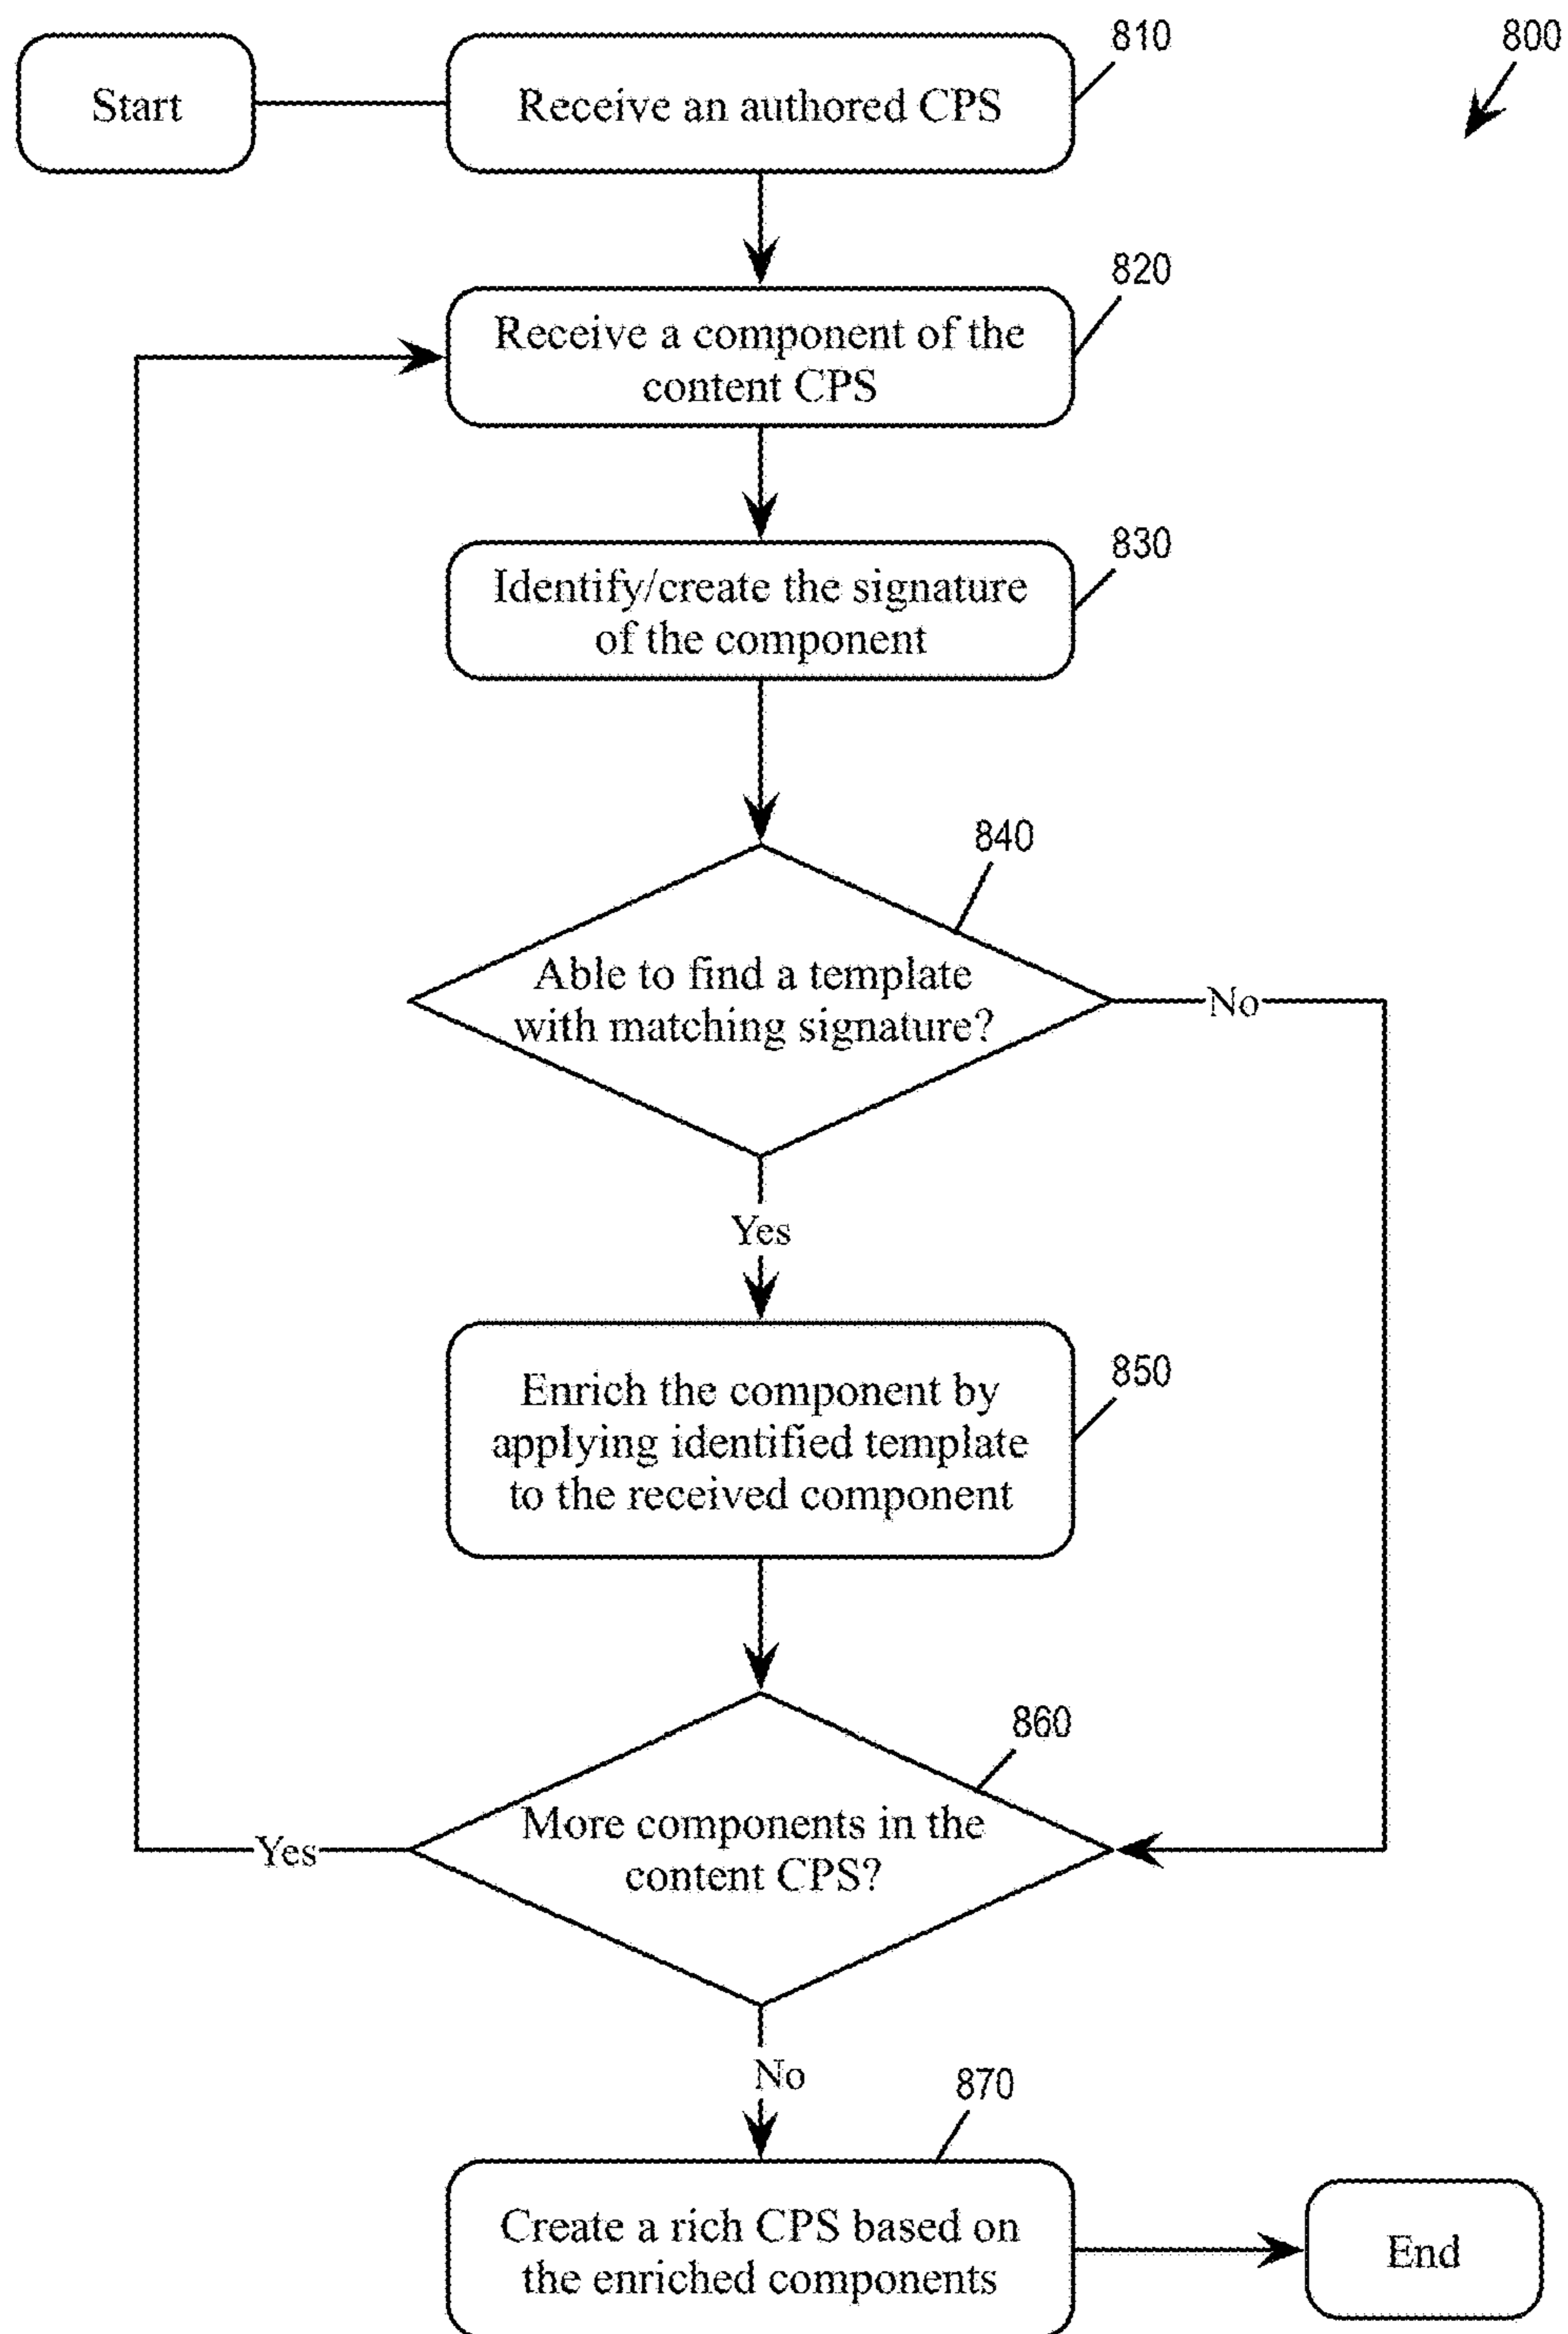 810
800
Start
Receive an authored CPS
820
Receive a component of the
content CPS
830
Identify/create the signature
of the component
840
Able to find a template
with matching signature?
No
Yes
850
Enrich the component by
applying identified template
to the received component
860
More components in the
content CPS?
Yes
No
870
Create a rich CPS based on
the enriched components
End